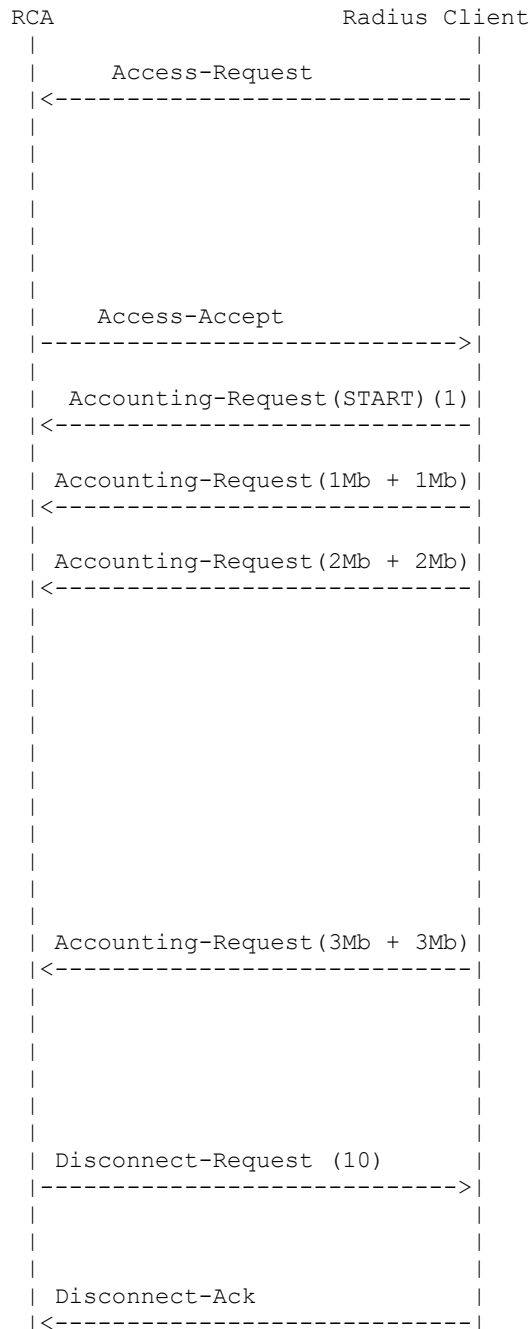 RCA Radius Client
Access-Request
Access-Accept
Accounting-Request(START)(1)
Accounting-Request(1Mb + 1Mb)
Accounting-Request(2Mb + 2Mb)
Accounting-Request(3Mb + 3Mb)
Disconnect-Request (10)
Disconnect-Ack